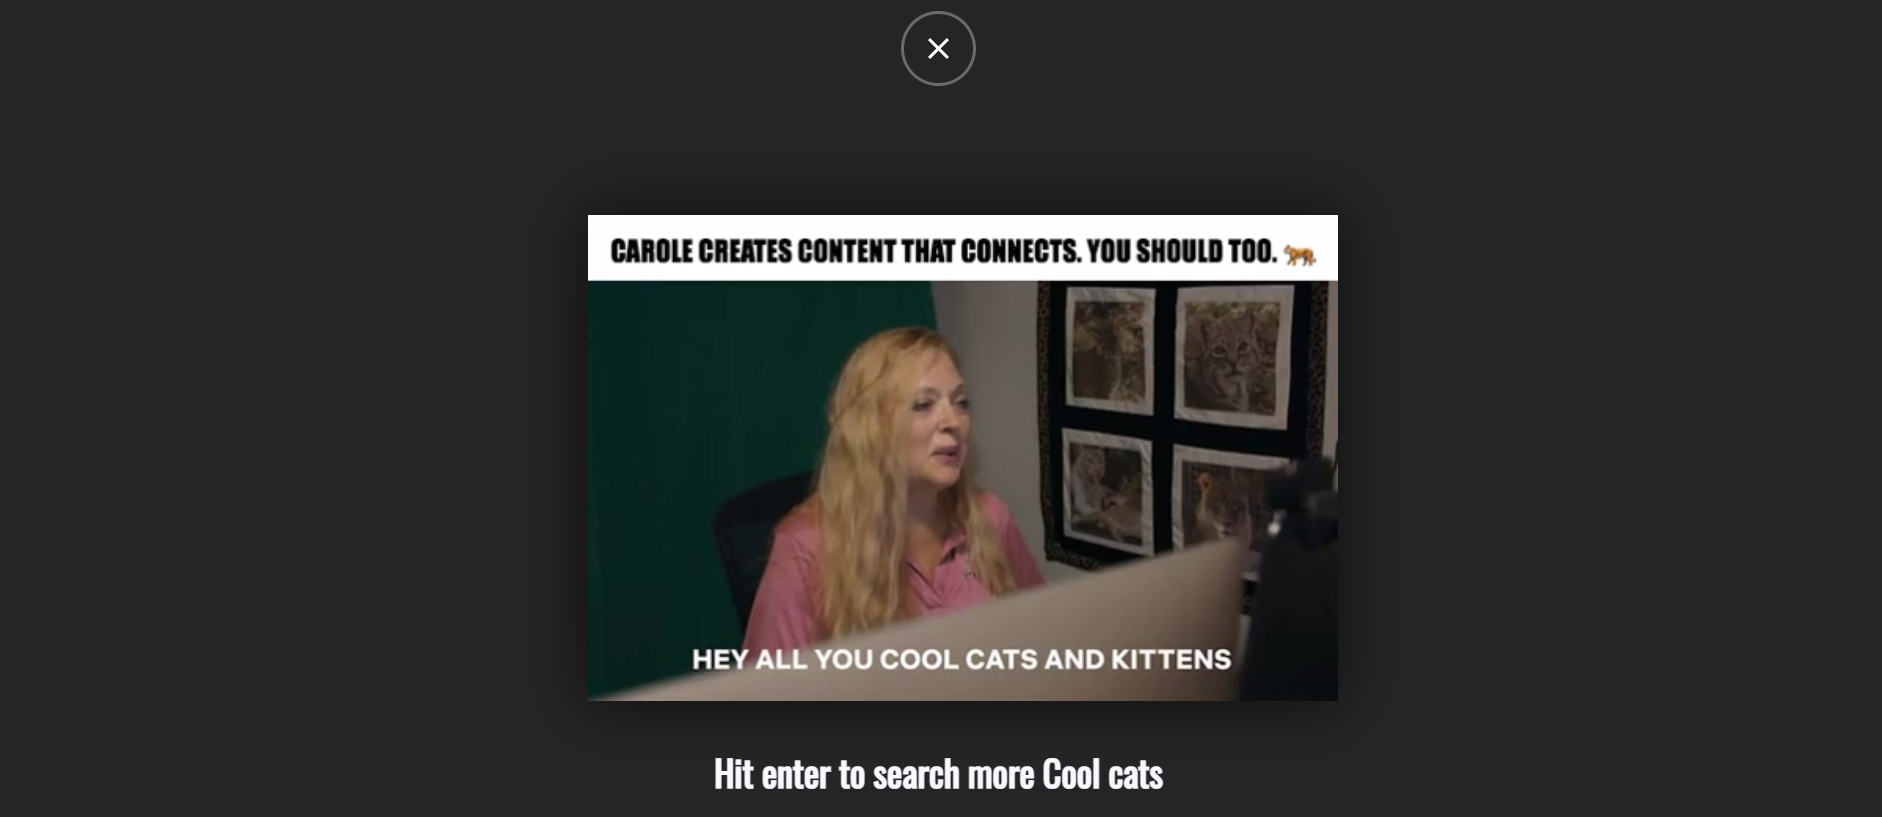 CAROLE CREATES CONTENT THAT CONNECTS. YOU SHOULD TOO. 🐅
HEY ALL YOU COOL CATS AND KITTENS
Hit enter to search more Cool cats